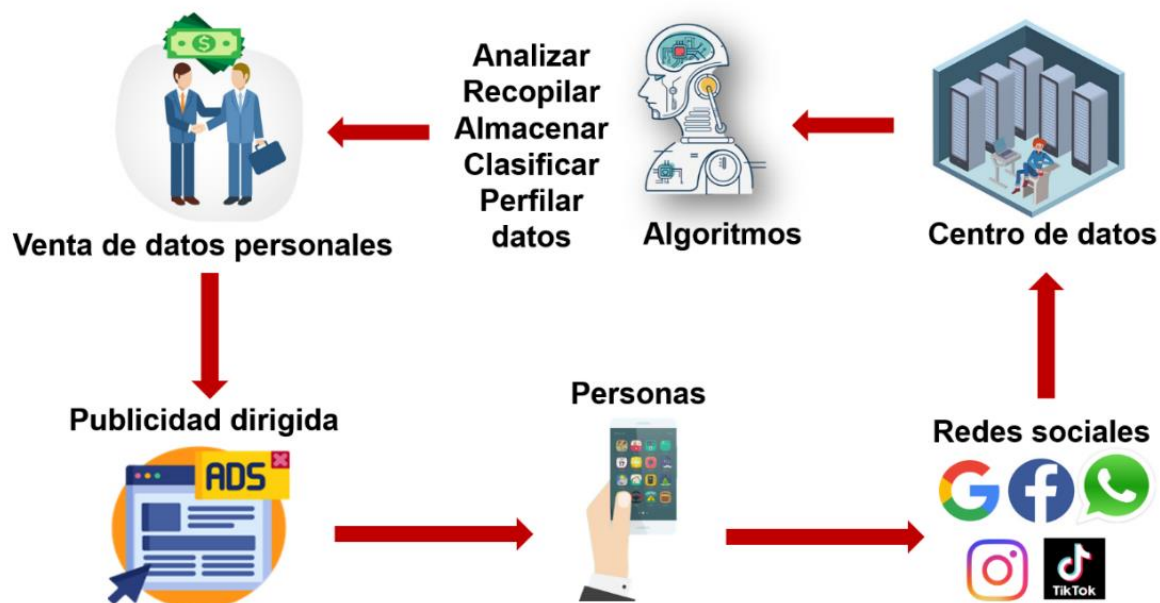 Analizar
Recopilar
Almacenar
Clasificar
Perfilar
datos
Algoritmos
Centro de datos
Venta de datos personales
Publicidad dirigida
ADS
Personas
Redes sociales
TikTok